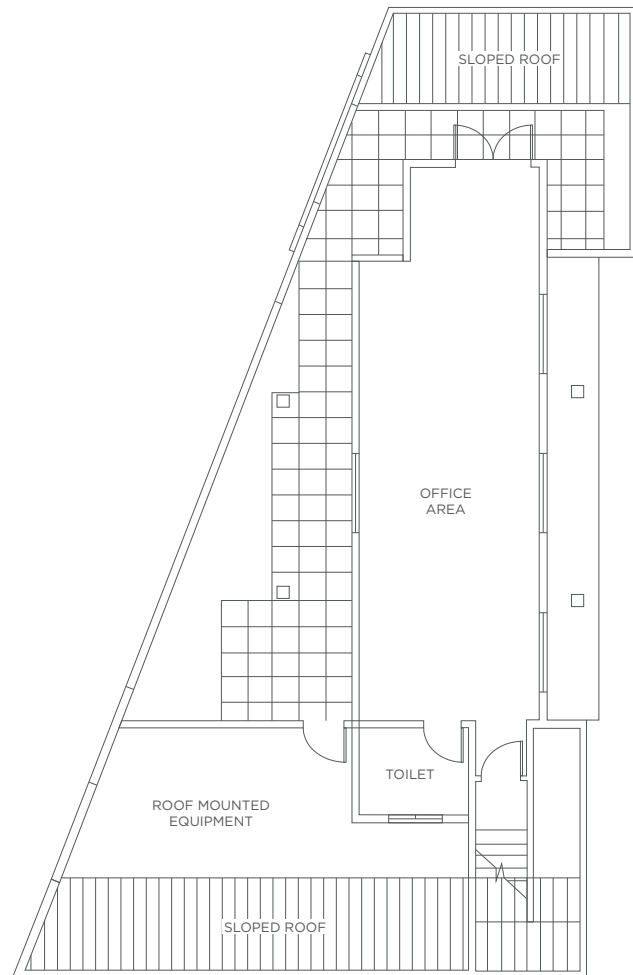 SLOPED ROOF
OFFICE
AREA
TOILET
ROOF MOUNTED
EQUIPMENT
SLOPED ROOF